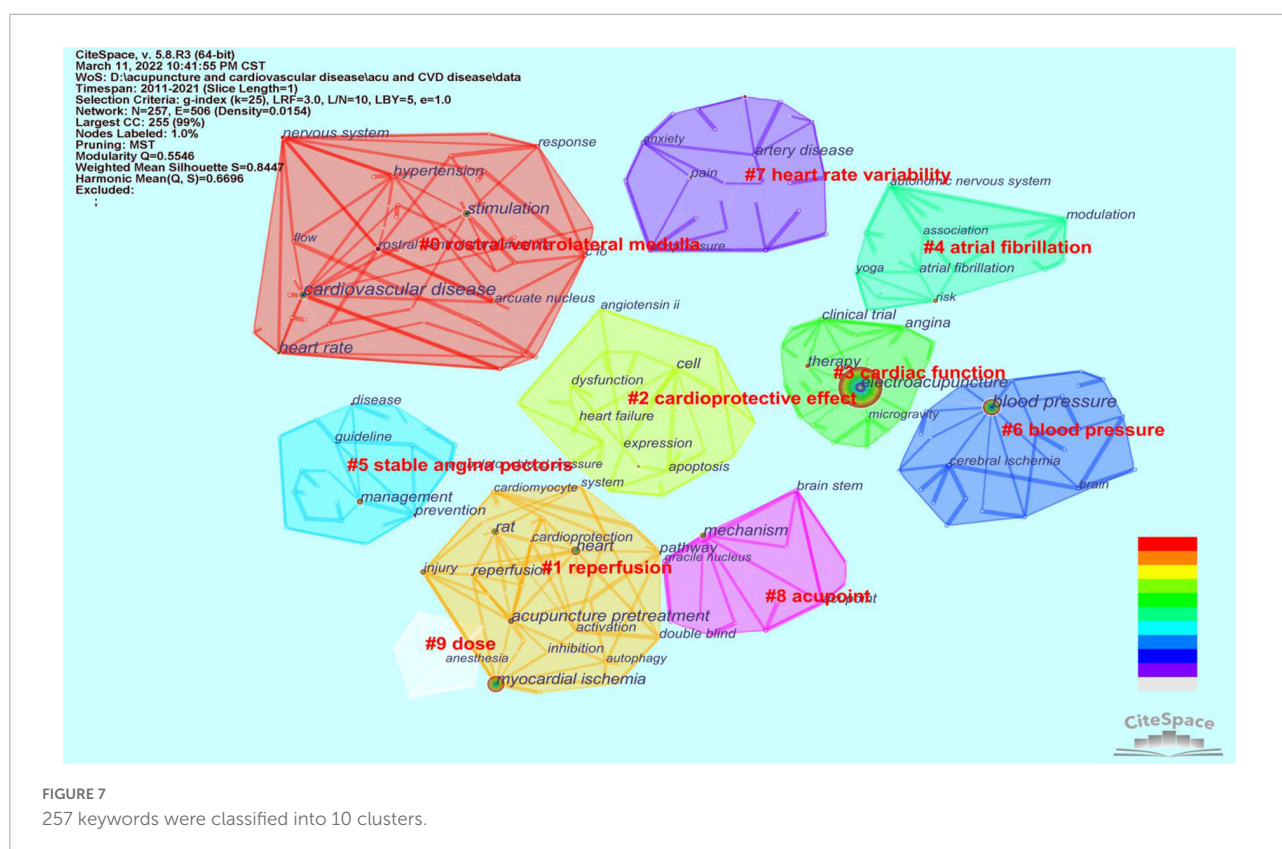 CiteSpace, v. 5.8.R3 (64-bit)
March 11, 2022 10:41:55 PM CST
WoS: D:\acupuncture and cardiovascular disease\acu and CVD disease\data
Timespan: 2011-2021 (Slice Length=1)
Selection Criteria: g-index (k=25), LRF=3.0, L/N=10, LBY=5, e=1.0
Network: N=257, E=506 (Density=0.0154)
Largest CC: 255 (99%)
Nodes Labeled: 1.0%
Pruning: MST
Modularity Q=0.5546
Weighted Mean Silhouette S=0.8447
Harmonic Mean(Q, S)=0.6696
Excluded:
;
nervous system
response
hypertension
stimulation
flow
#0 rostral ventrolateral medulla
cardiovascular disease
arcuate nucleus
heart rate
anxiety
artery disease
pain
#7 heart rate variability
autonomic nervous system
modulation
association
#4 atrial fibrillation
yoga
atrial fibrillation
risk
angiotensin ii
cell
dysfunction
#2 cardioprotective effect
heart failure
expression
apoptosis
clinical trial
angina
therapy
#3 cardiac function
electroacupuncture
microgravity
blood pressure
#6 blood pressure
cerebral ischemia
brain
disease
guideline
#5 stable angina pectoris
blood pressure
management
prevention
cardiomyocyte
system
rat
cardioprotection
heart
pathway
injury
reperfusion
#1 reperfusion
acupuncture pretreatment
activation
double blind
inhibition
autophagy
myocardial ischemia
brain stem
mechanism
gracile nucleus
#8 acupoint
#9 dose
anesthesia
CiteSpace
FIGURE 7
257 keywords were classified into 10 clusters.